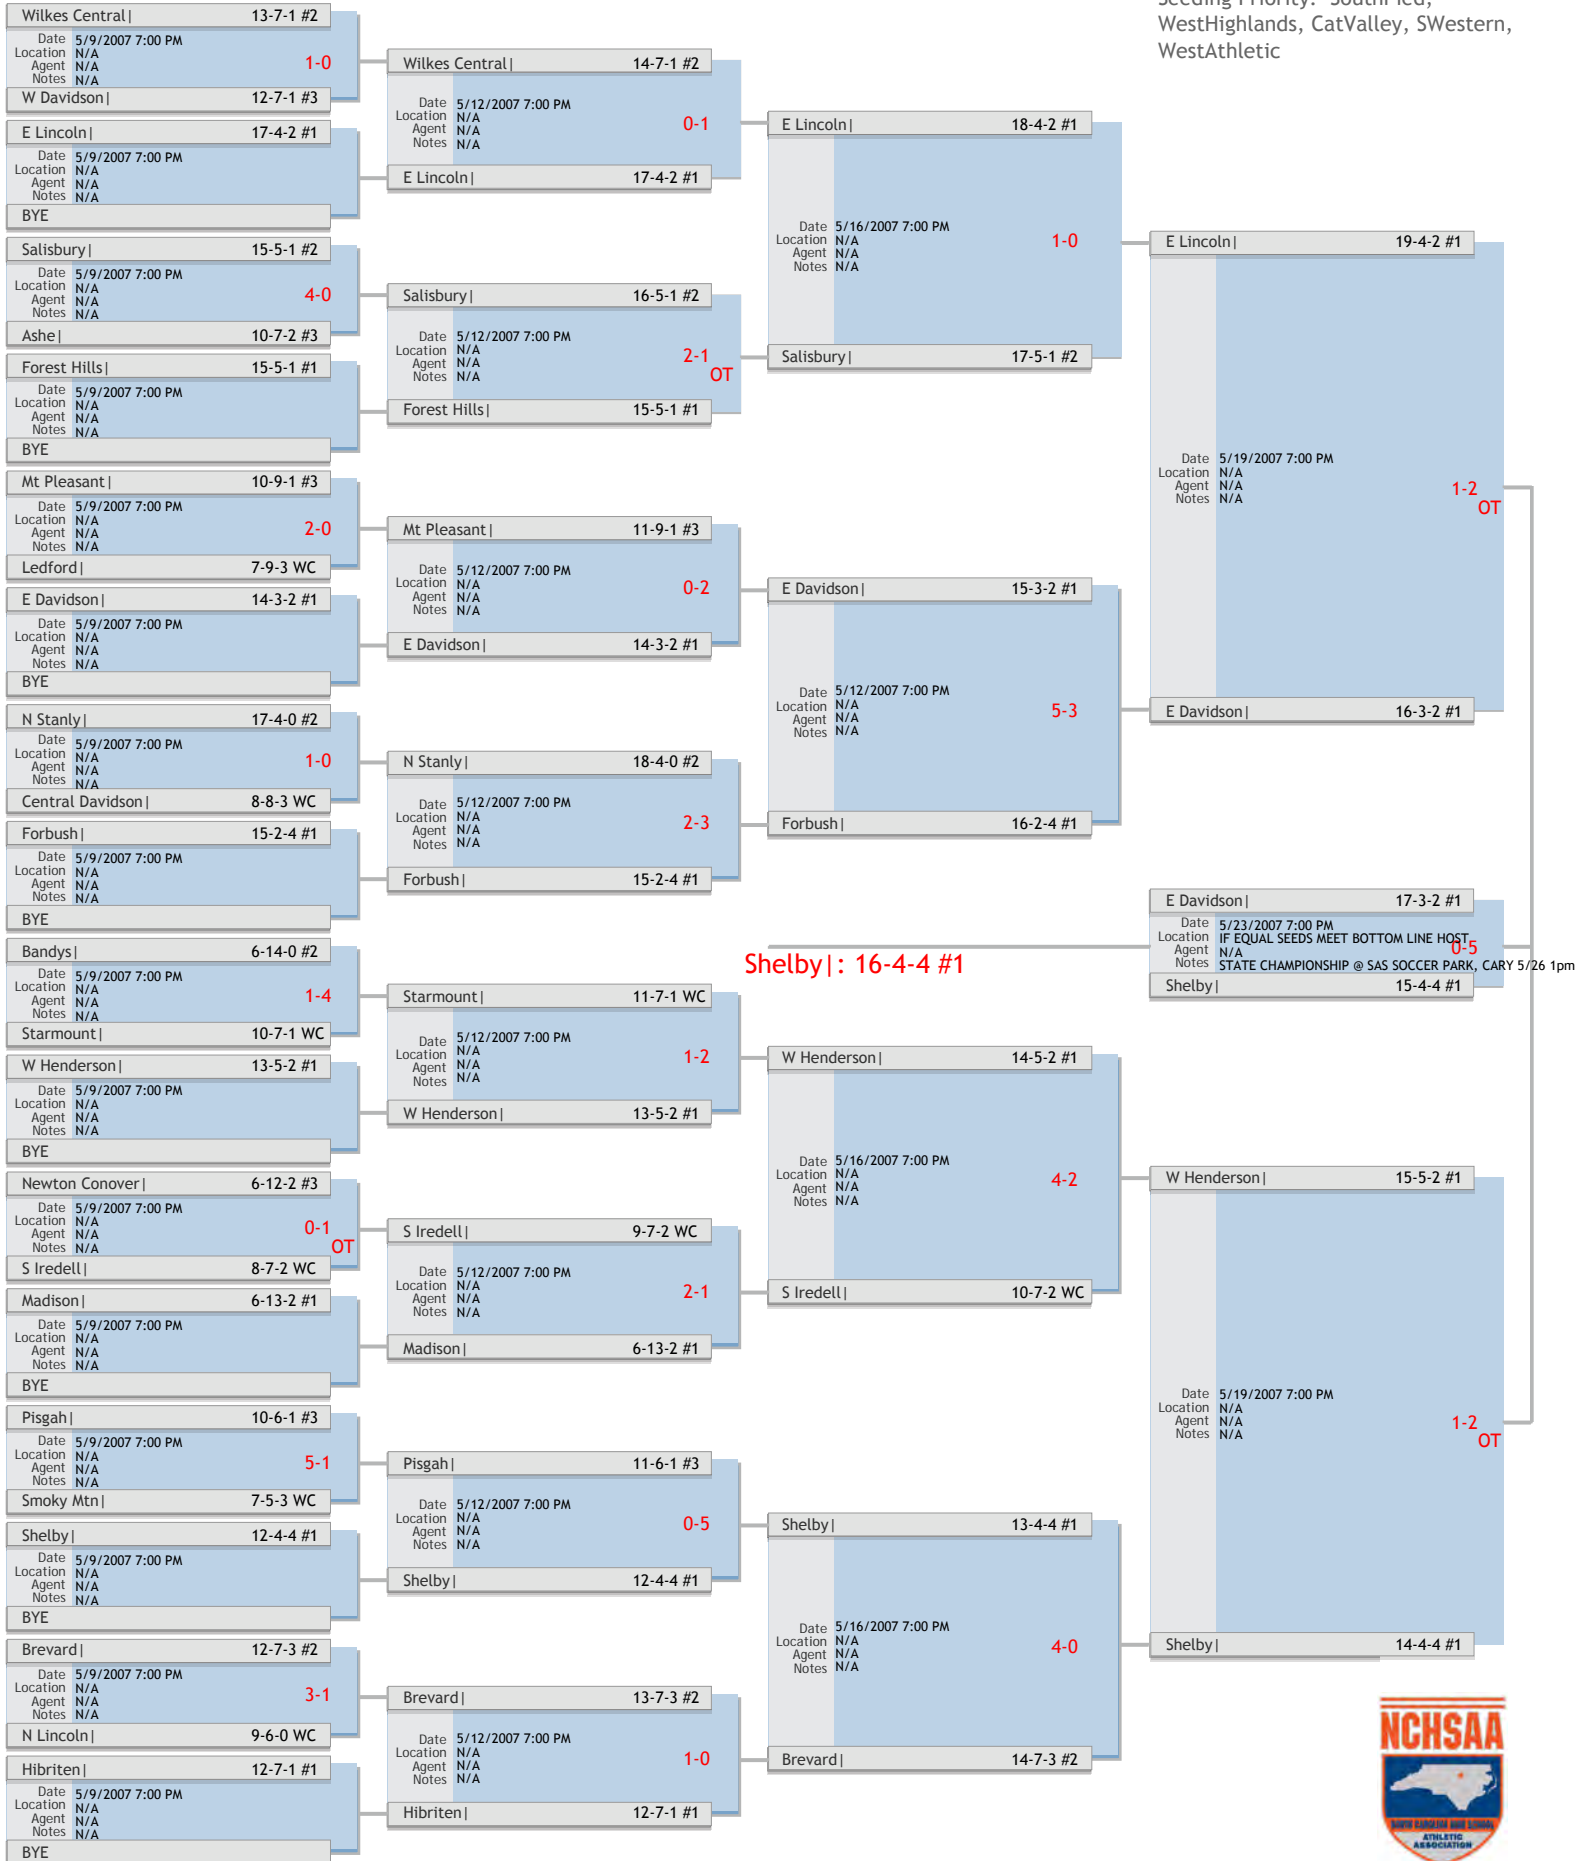 Seeding Priority: SouthPied,
WestHighlands, CatValley, SWestern,
WestAthletic
Wilkes Central| 13-7-1 #2
Date 5/9/2007 7:00 PM
Location N/A
Agent N/A
Notes N/A
1-0
W Davidson| 12-7-1 #3
E Lincoln| 17-4-2 #1
Date 5/9/2007 7:00 PM
Location N/A
Agent N/A
Notes N/A
BYE
Salisbury| 15-5-1 #2
Date 5/9/2007 7:00 PM
Location N/A
Agent N/A
Notes N/A
4-0
Ashe| 10-7-2 #3
Forest Hills| 15-5-1 #1
Date 5/9/2007 7:00 PM
Location N/A
Agent N/A
Notes N/A
BYE
Mt Pleasant| 10-9-1 #3
Date 5/9/2007 7:00 PM
Location N/A
Agent N/A
Notes N/A
2-0
Ledford| 7-9-3 WC
E Davidson| 14-3-2 #1
Date 5/9/2007 7:00 PM
Location N/A
Agent N/A
Notes N/A
BYE
N Stanly| 17-4-0 #2
Date 5/9/2007 7:00 PM
Location N/A
Agent N/A
Notes N/A
1-0
Central Davidson| 8-8-3 WC
Forbush| 15-2-4 #1
Date 5/9/2007 7:00 PM
Location N/A
Agent N/A
Notes N/A
BYE
Bandys| 6-14-0 #2
Date 5/9/2007 7:00 PM
Location N/A
Agent N/A
Notes N/A
1-4
Starmount| 10-7-1 WC
W Henderson| 13-5-2 #1
Date 5/9/2007 7:00 PM
Location N/A
Agent N/A
Notes N/A
BYE
Newton Conover| 6-12-2 #3
Date 5/9/2007 7:00 PM
Location N/A
Agent N/A
Notes N/A
0-1
OT
S Iredell| 8-7-2 WC
Madison| 6-13-2 #1
Date 5/9/2007 7:00 PM
Location N/A
Agent N/A
Notes N/A
BYE
Pisgah| 10-6-1 #3
Date 5/9/2007 7:00 PM
Location N/A
Agent N/A
Notes N/A
5-1
Smoky Mtn| 7-5-3 WC
Shelby| 12-4-4 #1
Date 5/9/2007 7:00 PM
Location N/A
Agent N/A
Notes N/A
BYE
Brevard| 12-7-3 #2
Date 5/9/2007 7:00 PM
Location N/A
Agent N/A
Notes N/A
3-1
N Lincoln| 9-6-0 WC
Hibriten| 12-7-1 #1
Date 5/9/2007 7:00 PM
Location N/A
Agent N/A
Notes N/A
BYE
Wilkes Central| 14-7-1 #2
Date 5/12/2007 7:00 PM
Location N/A
Agent N/A
Notes N/A
0-1
E Lincoln| 17-4-2 #1
Salisbury| 16-5-1 #2
Date 5/12/2007 7:00 PM
Location N/A
Agent N/A
Notes N/A
2-1
OT
Forest Hills| 15-5-1 #1
Mt Pleasant| 11-9-1 #3
Date 5/12/2007 7:00 PM
Location N/A
Agent N/A
Notes N/A
0-2
E Davidson| 14-3-2 #1
N Stanly| 18-4-0 #2
Date 5/12/2007 7:00 PM
Location N/A
Agent N/A
Notes N/A
2-3
Forbush| 15-2-4 #1
Starmount| 11-7-1 WC
Date 5/12/2007 7:00 PM
Location N/A
Agent N/A
Notes N/A
1-2
W Henderson| 13-5-2 #1
S Iredell| 9-7-2 WC
Date 5/12/2007 7:00 PM
Location N/A
Agent N/A
Notes N/A
2-1
Madison| 6-13-2 #1
Pisgah| 11-6-1 #3
Date 5/12/2007 7:00 PM
Location N/A
Agent N/A
Notes N/A
0-5
Shelby| 12-4-4 #1
Brevard| 13-7-3 #2
Date 5/12/2007 7:00 PM
Location N/A
Agent N/A
Notes N/A
1-0
Hibriten| 12-7-1 #1
E Lincoln| 18-4-2 #1
Date 5/16/2007 7:00 PM
Location N/A
Agent N/A
Notes N/A
1-0
Salisbury| 17-5-1 #2
E Davidson| 15-3-2 #1
Date 5/12/2007 7:00 PM
Location N/A
Agent N/A
Notes N/A
5-3
Forbush| 16-2-4 #1
Shelby|: 16-4-4 #1
W Henderson| 14-5-2 #1
Date 5/16/2007 7:00 PM
Location N/A
Agent N/A
Notes N/A
4-2
S Iredell| 10-7-2 WC
Shelby| 13-4-4 #1
Date 5/16/2007 7:00 PM
Location N/A
Agent N/A
Notes N/A
4-0
Brevard| 14-7-3 #2
E Lincoln| 19-4-2 #1
Date 5/19/2007 7:00 PM
Location N/A
Agent N/A
Notes N/A
1-2
OT
E Davidson| 16-3-2 #1
E Davidson| 17-3-2 #1
Date 5/23/2007 7:00 PM
Location IF EQUAL SEEDS MEET BOTTOM LINE HOST
Agent N/A
0-5
Notes STATE CHAMPIONSHIP @ SAS SOCCER PARK, CARY 5/26 1pm
Shelby| 15-4-4 #1
W Henderson| 15-5-2 #1
Date 5/19/2007 7:00 PM
Location N/A
Agent N/A
Notes N/A
1-2
OT
Shelby| 14-4-4 #1
NCHSAA
NORTH CAROLINA HIGH SCHOOL
ATHLETIC
ASSOCIATION